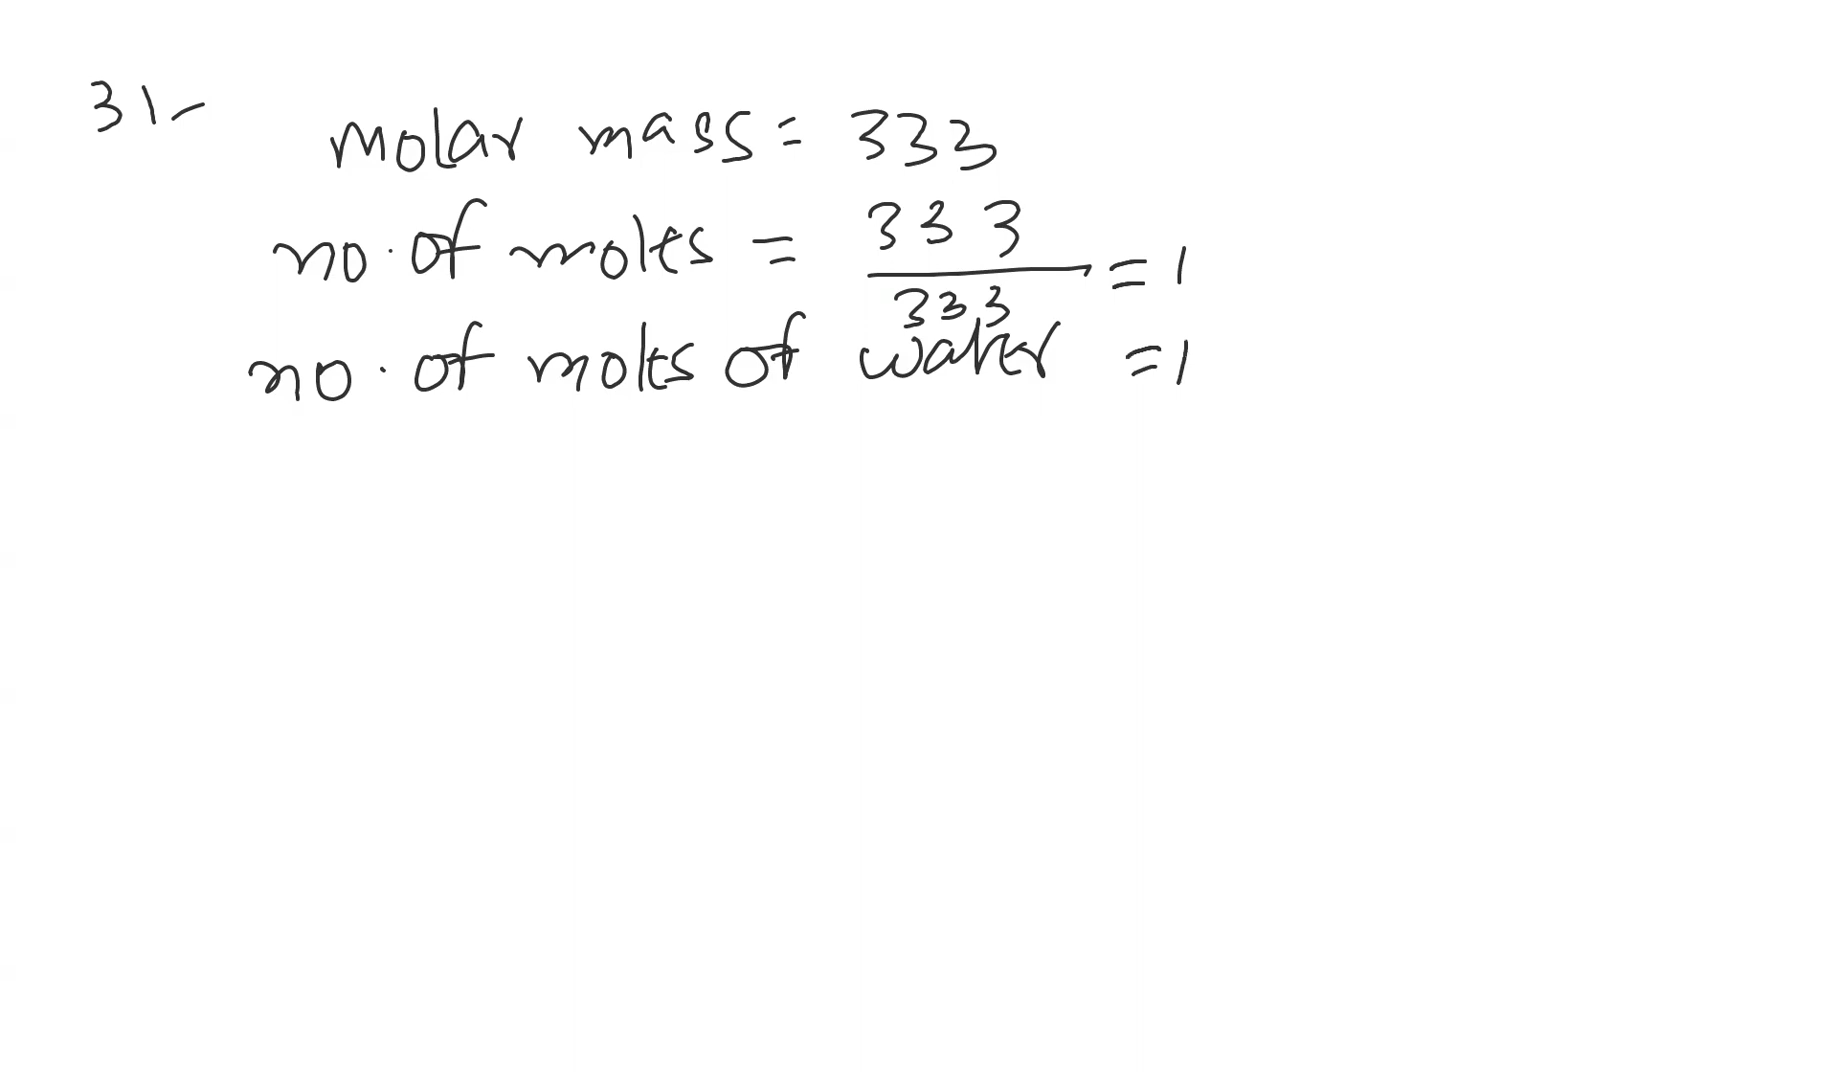 31-
molar mass = 333
no. of moles = 333/333 = 1
no. of moles of water = 1